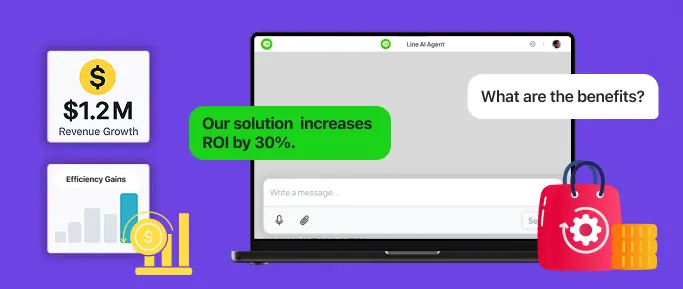 Line AI Agent
$
$1.2 M
Revenue Growth
What are the benefits?
Our solution increases
ROI by 30%.
Efficiency Gains
$
Write a message...